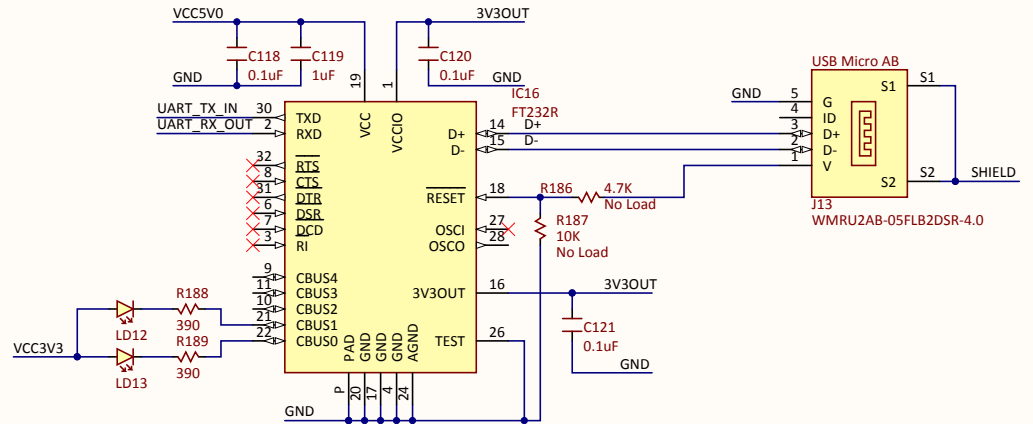 VCC5V0
3V3OUT
C118
0.1uF
C119
1uF
C120
0.1uF
GND
GND
19
1
IC16
FT232R
UART_TX_IN
30
TXD
UART_RX_OUT
2
RXD
VCC
VCCIO
D+
14
D+
D-
15
D-
32
RTS
8
CTS
31
DTR
6
DSR
7
DCD
3
RI
RESET
18
R186
4.7K
No Load
R187
10K
No Load
OSCI
27
OSCO
28
9
CBUS4
11
CBUS3
10
CBUS2
21
CBUS1
22
CBUS0
3V3OUT
16
3V3OUT
C121
0.1uF
GND
TEST
26
R188
390
LD12
R189
390
LD13
VCC3V3
PAD
GND
GND
GND
AGND
P
20
17
4
24
GND
USB Micro AB
GND
5
G
4
ID
3
D+
2
D-
1
V
S1
S1
S2
S2
SHIELD
J13
WMRU2AB-05FLB2DSR-4.0